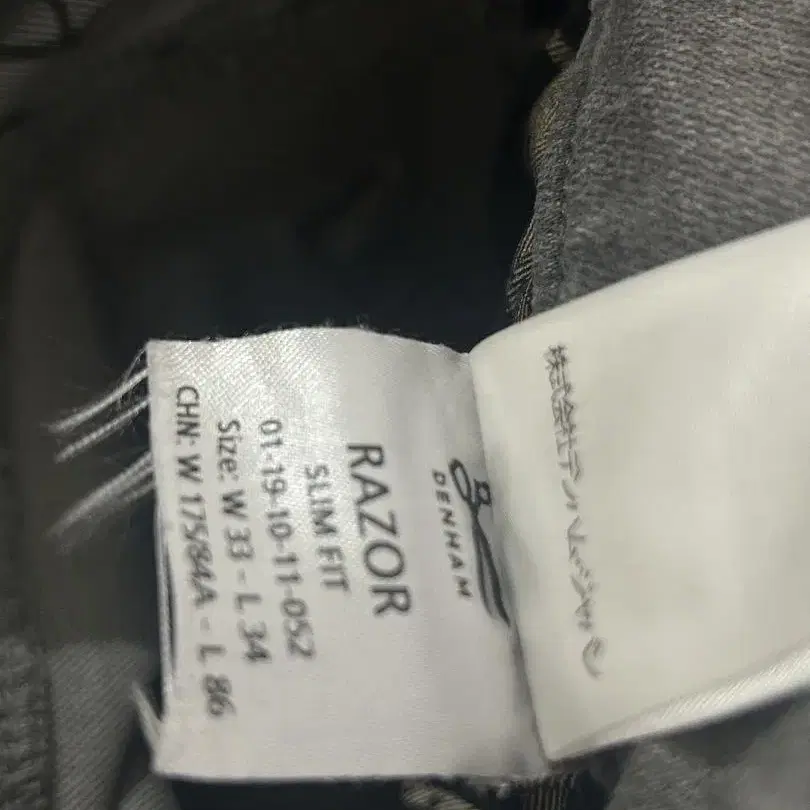 DENHAM
RAZOR
SLIM FIT
01-19-10-11-052
Size: W 33 - L 34
CHN: W 175/84A - L 86
株式会社デンハム・ジャパン